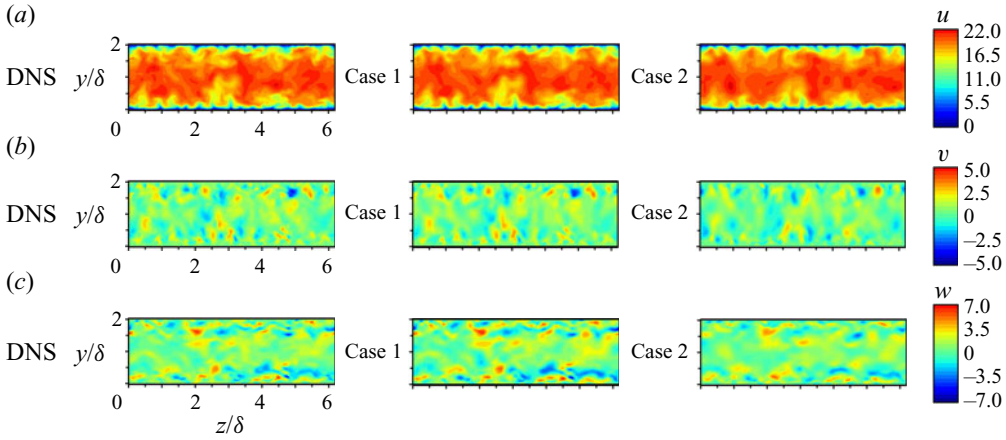 (a)
u
DNS y/δ 2 Case 1 Case 2 22.0
16.5
11.0
5.5
0
0 2 4 6
(b)
v
DNS y/δ 2 Case 1 Case 2 5.0
2.5
0
−2.5
−5.0
0 2 4 6
(c)
w
DNS y/δ 2 Case 1 Case 2 7.0
3.5
0
−3.5
−7.0
0 2 4 6
z/δ